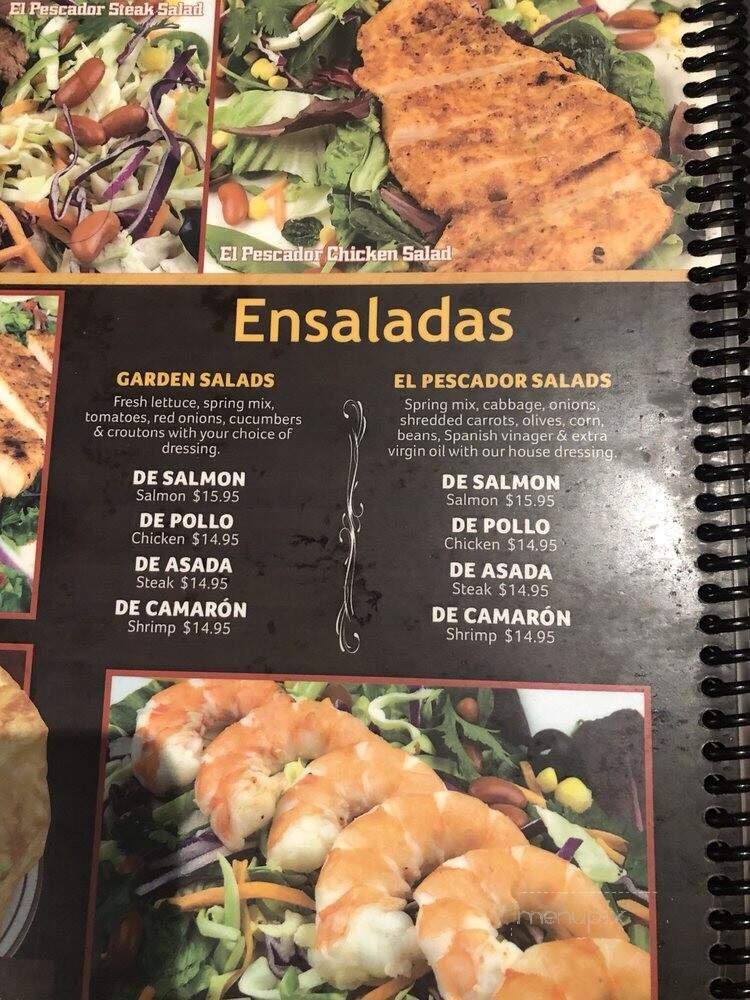 El Pescador Steak Salad
El Pescador Chicken Salad
Ensaladas
GARDEN SALADS
Fresh lettuce, spring mix,
tomatoes, red onions, cucumbers
& croutons with your choice of
dressing.
DE SALMON
Salmon $15.95
DE POLLO
Chicken $14.95
DE ASADA
Steak $14.95
DE CAMARÓN
Shrimp $14.95
EL PESCADOR SALADS
Spring mix, cabbage, onions,
shredded carrots, olives, corn,
beans, Spanish vinager & extra
virgin oil with our house dressing.
DE SALMON
Salmon $15.95
DE POLLO
Chicken $14.95
DE ASADA
Steak $14.95
DE CAMARÓN
Shrimp $14.95